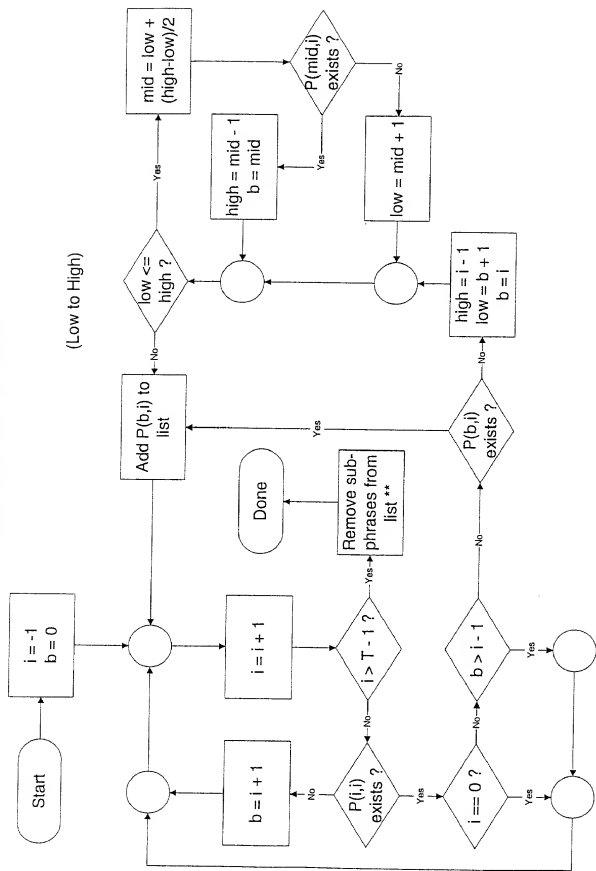 (Low to High)
Start
i = -1
b = 0
i = i + 1
i > T - 1 ?
No
Yes
Remove sub-
phrases from
list **
Done
P(i,i)
exists ?
No
b = i + 1
Yes
i == 0 ?
Yes
No
b > i - 1
Yes
No
P(b,i)
exists ?
Yes
Add P(b,i) to
list
No
high = i - 1
low = b + 1
b = i
low <=
high ?
No
Yes
mid = low +
(high-low)/2
P(mid,i)
exists ?
Yes
high = mid - 1
b = mid
No
low = mid + 1